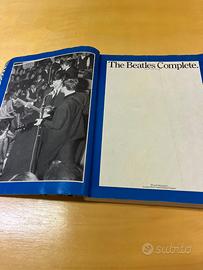 The Beatles Complete.
subito